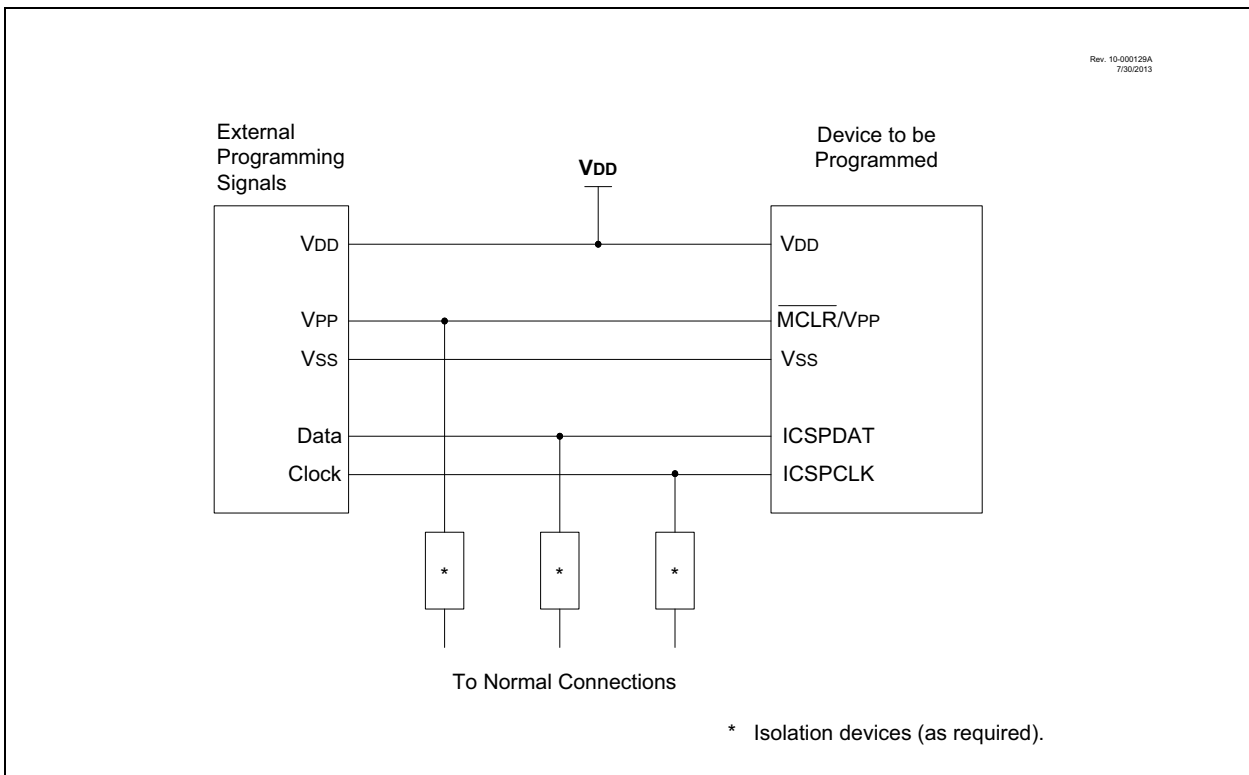 Rev. 10-000129A
7/30/2013
External
Programming
Signals
Device to be
Programmed
VDD
VDD
VDD
VPP
MCLR/VPP
VSS
VSS
Data
ICSPDAT
Clock
ICSPCLK
*
*
*
To Normal Connections
* Isolation devices (as required).